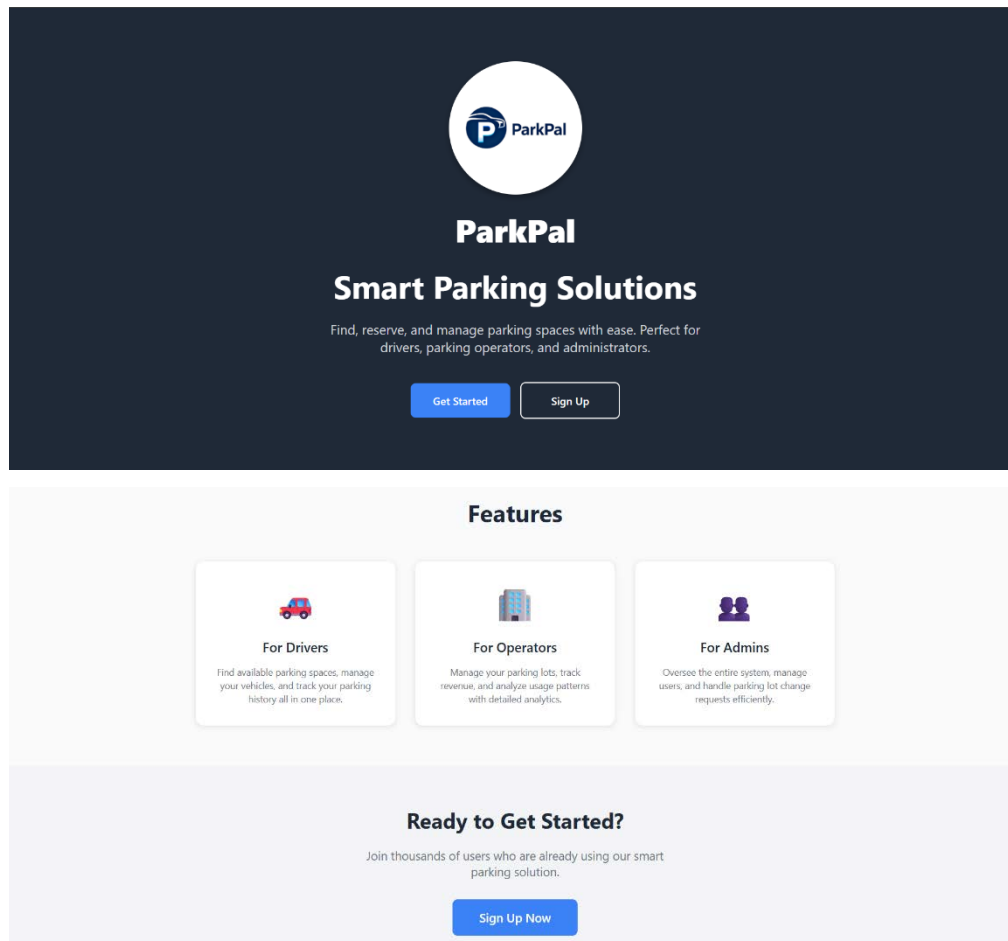 P ParkPal
ParkPal
Smart Parking Solutions
Find, reserve, and manage parking spaces with ease. Perfect for
drivers, parking operators, and administrators.
Get Started
Sign Up
Features
For Drivers
Find available parking spaces, manage
your vehicles, and track your parking
history all in one place.
For Operators
Manage your parking lots, track
revenue, and analyze usage patterns
with detailed analytics.
For Admins
Oversee the entire system, manage
users, and handle parking lot change
requests efficiently.
Ready to Get Started?
Join thousands of users who are already using our smart
parking solution.
Sign Up Now